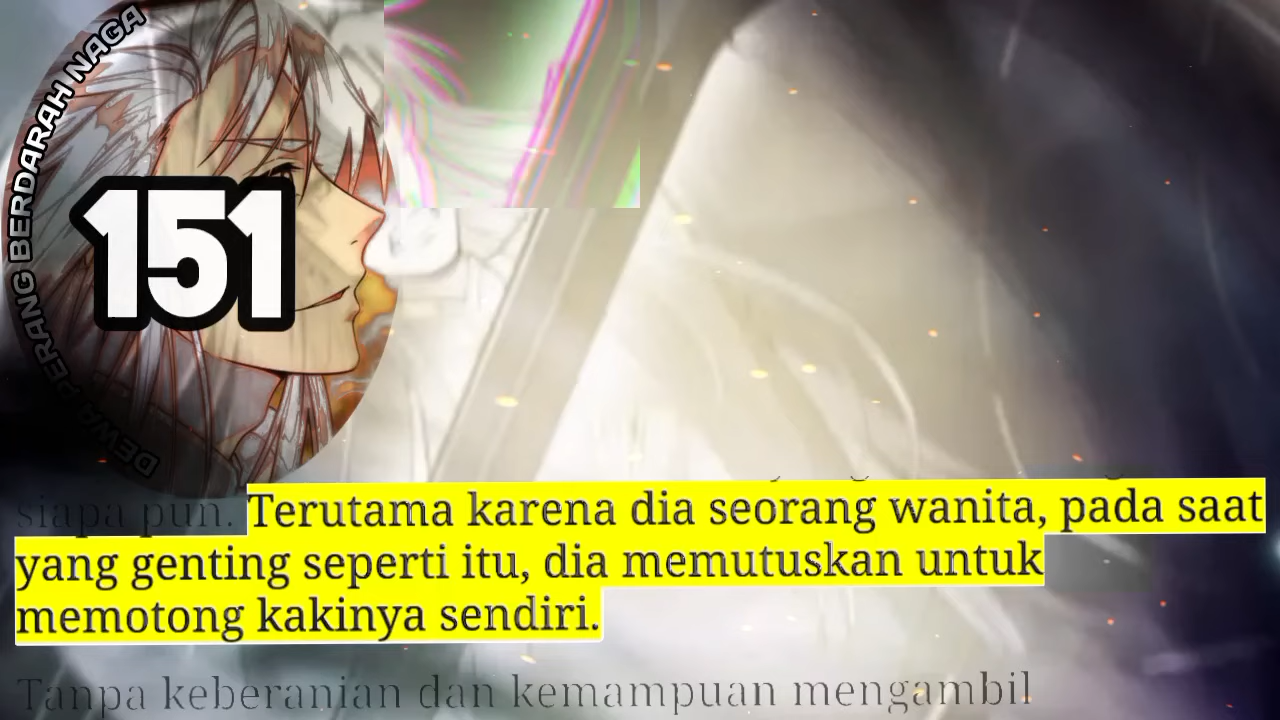 DEWA PERANG BERDARAH NAGA
151
siapa pun. Terutama karena dia seorang wanita, pada saat
yang genting seperti itu, dia memutuskan untuk
memotong kakinya sendiri.
Tanpa keberanian dan kemampuan mengambil